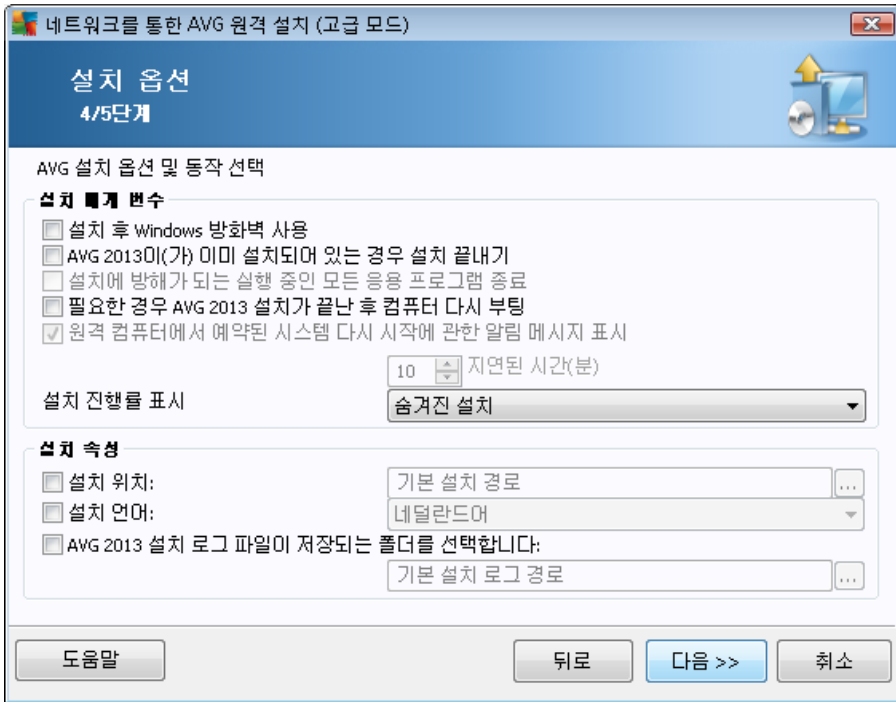 네트워크를 통한 AVG 원격 설치 (고급 모드)
설치 옵션
4/5단계
AVG 설치 옵션 및 동작 선택
설치 매개 변수
설치 후 Windows 방화벽 사용
AVG 2013이(가) 이미 설치되어 있는 경우 설치 끝내기
설치에 방해가 되는 실행 중인 모든 응용 프로그램 종료
필요한 경우 AVG 2013 설치가 끝난 후 컴퓨터 다시 부팅
원격 컴퓨터에서 예약된 시스템 다시 시작에 관한 알림 메시지 표시
10 지연된 시간(분)
설치 진행률 표시 숨겨진 설치
설치 속성
설치 위치: 기본 설치 경로 ...
설치 언어: 네덜란드어
AVG 2013 설치 로그 파일이 저장되는 폴더를 선택합니다:
기본 설치 로그 경로 ...
도움말 뒤로 다음 >> 취소